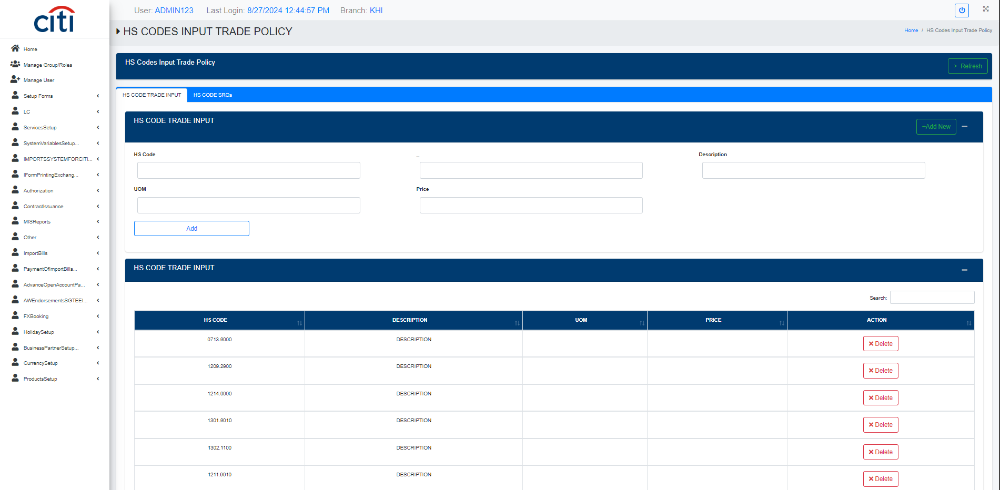 citi
User: ADMIN123 Last Login: 8/27/2024 12:44:57 PM Branch: KHI
HS CODES INPUT TRADE POLICY
Home / HS Codes Input Trade Policy
Home
Manage Group/Roles
Manage User
Setup Forms
LC
ServicesSetup
SystemVariablesSetup...
IMPORTSSYSTEMFORCITI...
IFormPrintingExchang...
Authorization
ContractIssuance
MISReports
Other
ImportBills
PaymentOfImportBills...
AdvanceOpenAccountPa...
AWEndorsementsSGTEEI...
FXBooking
HolidaySetup
BusinessPartnerSetup...
CurrencySetup
ProductsSetup
HS Codes Input Trade Policy
> Refresh
HS CODE TRADE INPUT HS CODE SROs
HS CODE TRADE INPUT
+Add New
HS Code _ Description
UOM Price
Add
HS CODE TRADE INPUT
Search:
HS CODE DESCRIPTION UOM PRICE ACTION
0713.9000 DESCRIPTION Delete
1209.2900 DESCRIPTION Delete
1214.0000 DESCRIPTION Delete
1301.9010 DESCRIPTION Delete
1302.1100 DESCRIPTION Delete
1211.9010 DESCRIPTION Delete